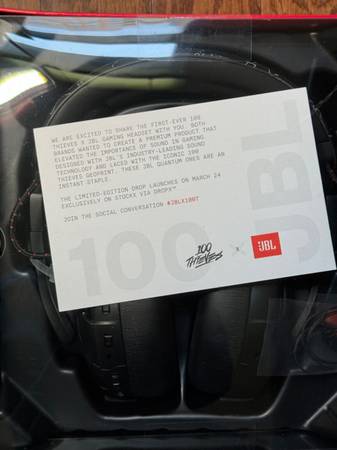 WE ARE EXCITED TO SHARE THE FIRST-EVER 100
THIEVES X JBL GAMING HEADSET WITH YOU. BOTH
BRANDS WANTED TO CREATE A PREMIUM PRODUCT THAT
ELEVATED THE IMPORTANCE OF SOUND IN GAMING.
DESIGNED WITH JBL'S INDUSTRY-LEADING SOUND
TECHNOLOGY AND LACED WITH THE ICONIC 100
THIEVES GEOPRINT. THESE JBL QUANTUM ONES ARE AN
INSTANT STAPLE.
THE LIMITED-EDITION DROP LAUNCHES ON MARCH 24
EXCLUSIVELY ON STOCKX VIA DROPX™
JOIN THE SOCIAL CONVERSATION #JBLX100T
100
JBL
100 THIEVES x JBL